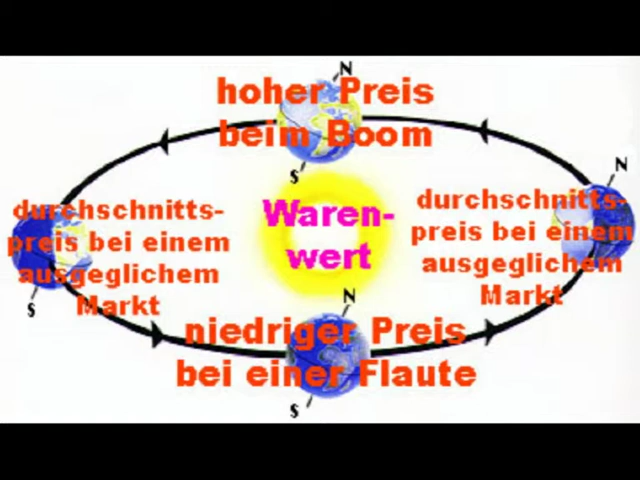 N
hoher Preis
beim Boom
S
durchschnitts-
preis bei einem
ausgeglichem
Markt
S
Waren-
wert
N
durchschnitts-
preis bei einem
ausgeglichem
Markt
S
N
niedriger Preis
bei einer Flaute
S